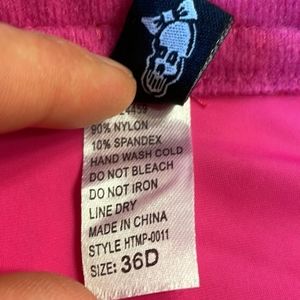 90% NYLON
10% SPANDEX
HAND WASH COLD
DO NOT BLEACH
DO NOT IRON
LINE DRY
MADE IN CHINA
STYLE HTMP-0011
SIZE: 36D